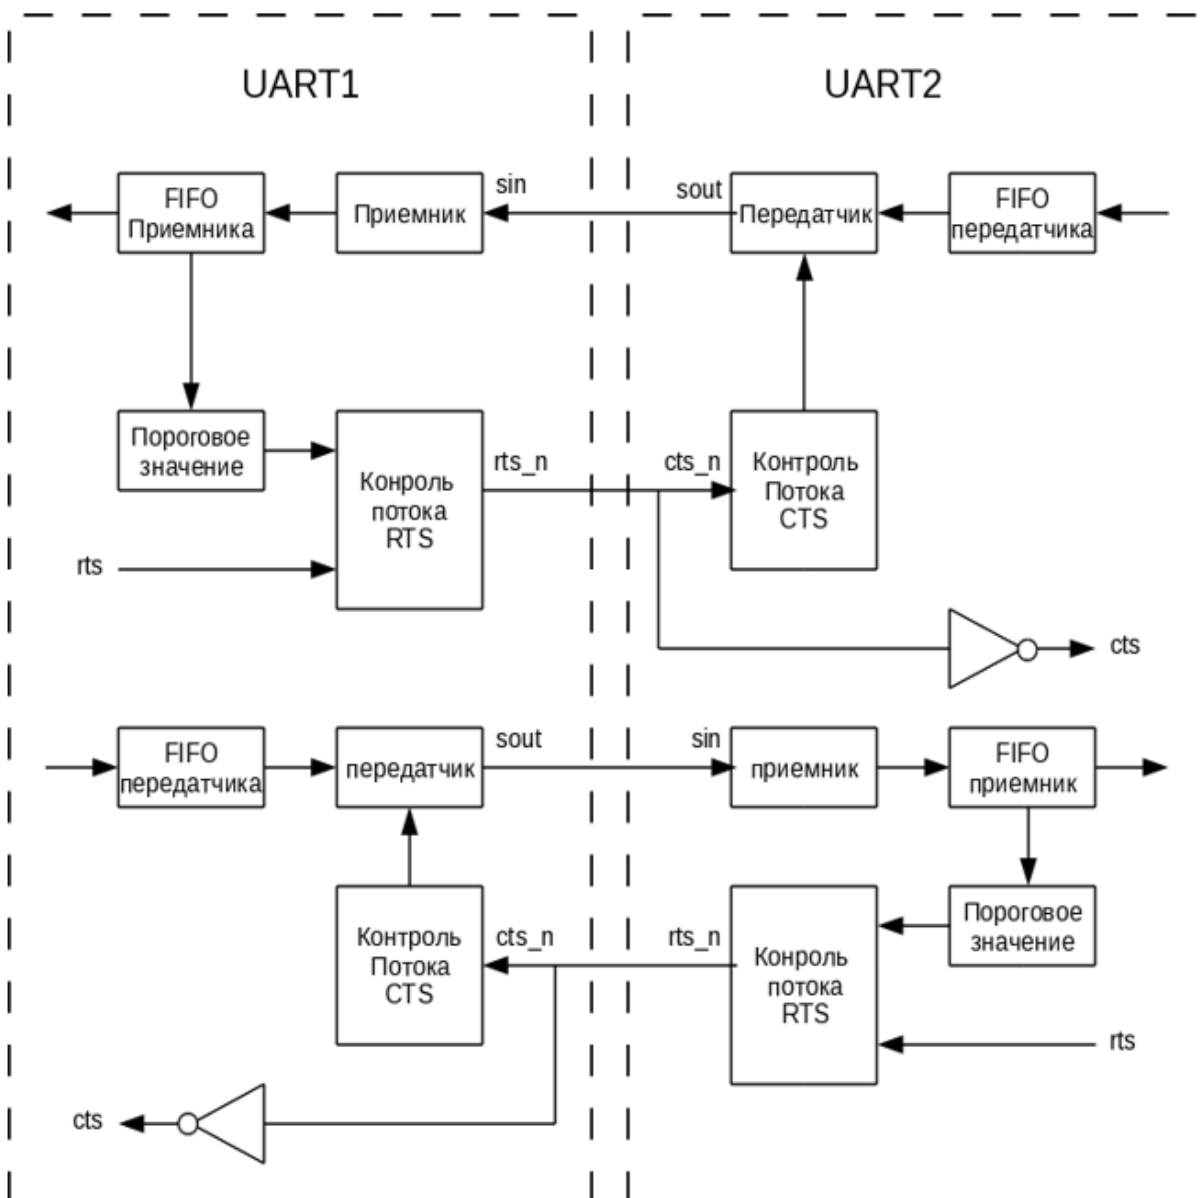 UART1
UART2
FIFO
Приемника
Приемник
sin
sout
Передатчик
FIFO
передатчика
Пороговое
значение
rts
Конроль
потока
RTS
rts_n
cts_n
Контроль
Потока
CTS
cts
FIFO
передатчика
передатчик
sout
sin
приемник
FIFO
приемник
Контроль
Потока
CTS
cts_n
rts_n
Конроль
потока
RTS
Пороговое
значение
rts
cts